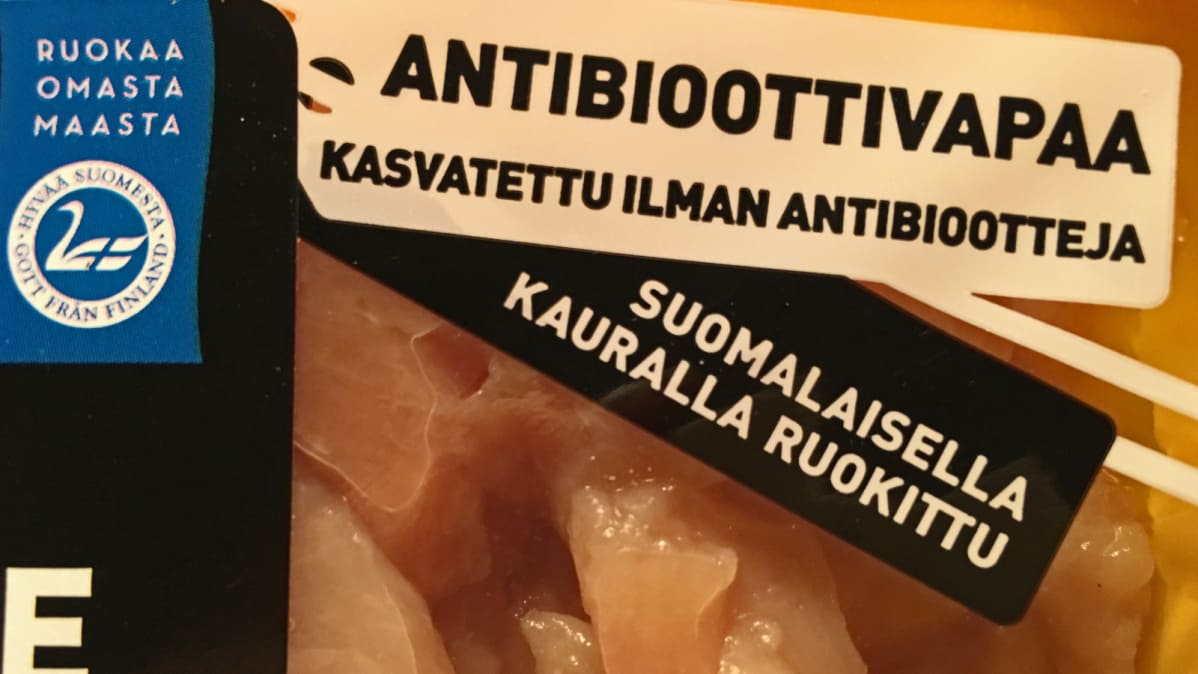 RUOKAA
OMASTA
MAASTA
HYVÄÄ SUOMESTA
GOTT FRÅN FINLAND
ANTIBIOOTTIVAPAA
KASVATETTU ILMAN ANTIBIOOTTEJA
SUOMALAISELLA
KAURALLA RUOKITTU
E